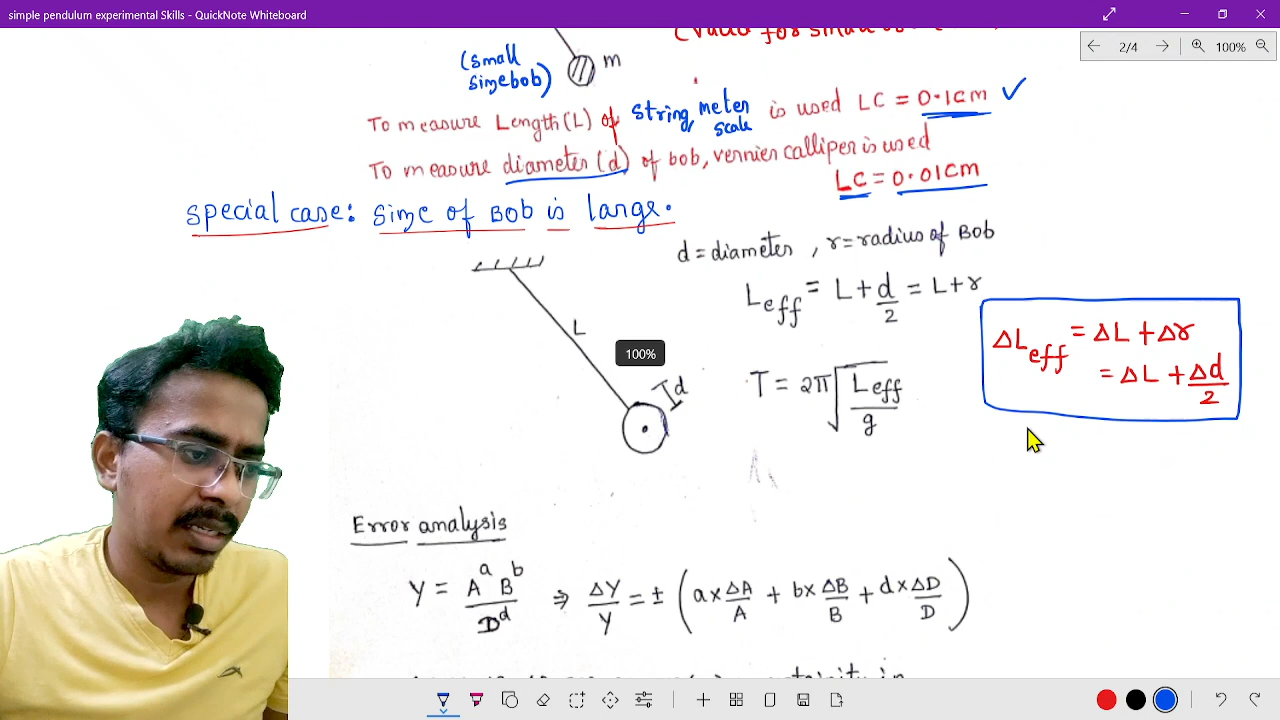 simple pendulum experimental Skills - QuickNote Whiteboard
2/4 100%
(small
sizebob) m
To measure Length(L) of string, meter scale is used LC = 0.1cm ✓
To measure diameter (d) of bob, vernier calliper is used
LC = 0.01cm
special case: size of Bob is large.
d = diameter, r = radius of Bob
L_eff = L + d/2 = L + r
L
100%
d
T = 2π√(L_eff/g)
ΔL_eff = ΔL + Δr
= ΔL + Δd/2
Error analysis
Y = A^a B^b / D^d ⇒ ΔY/Y = ± (a × ΔA/A + b × ΔB/B + d × ΔD/D)